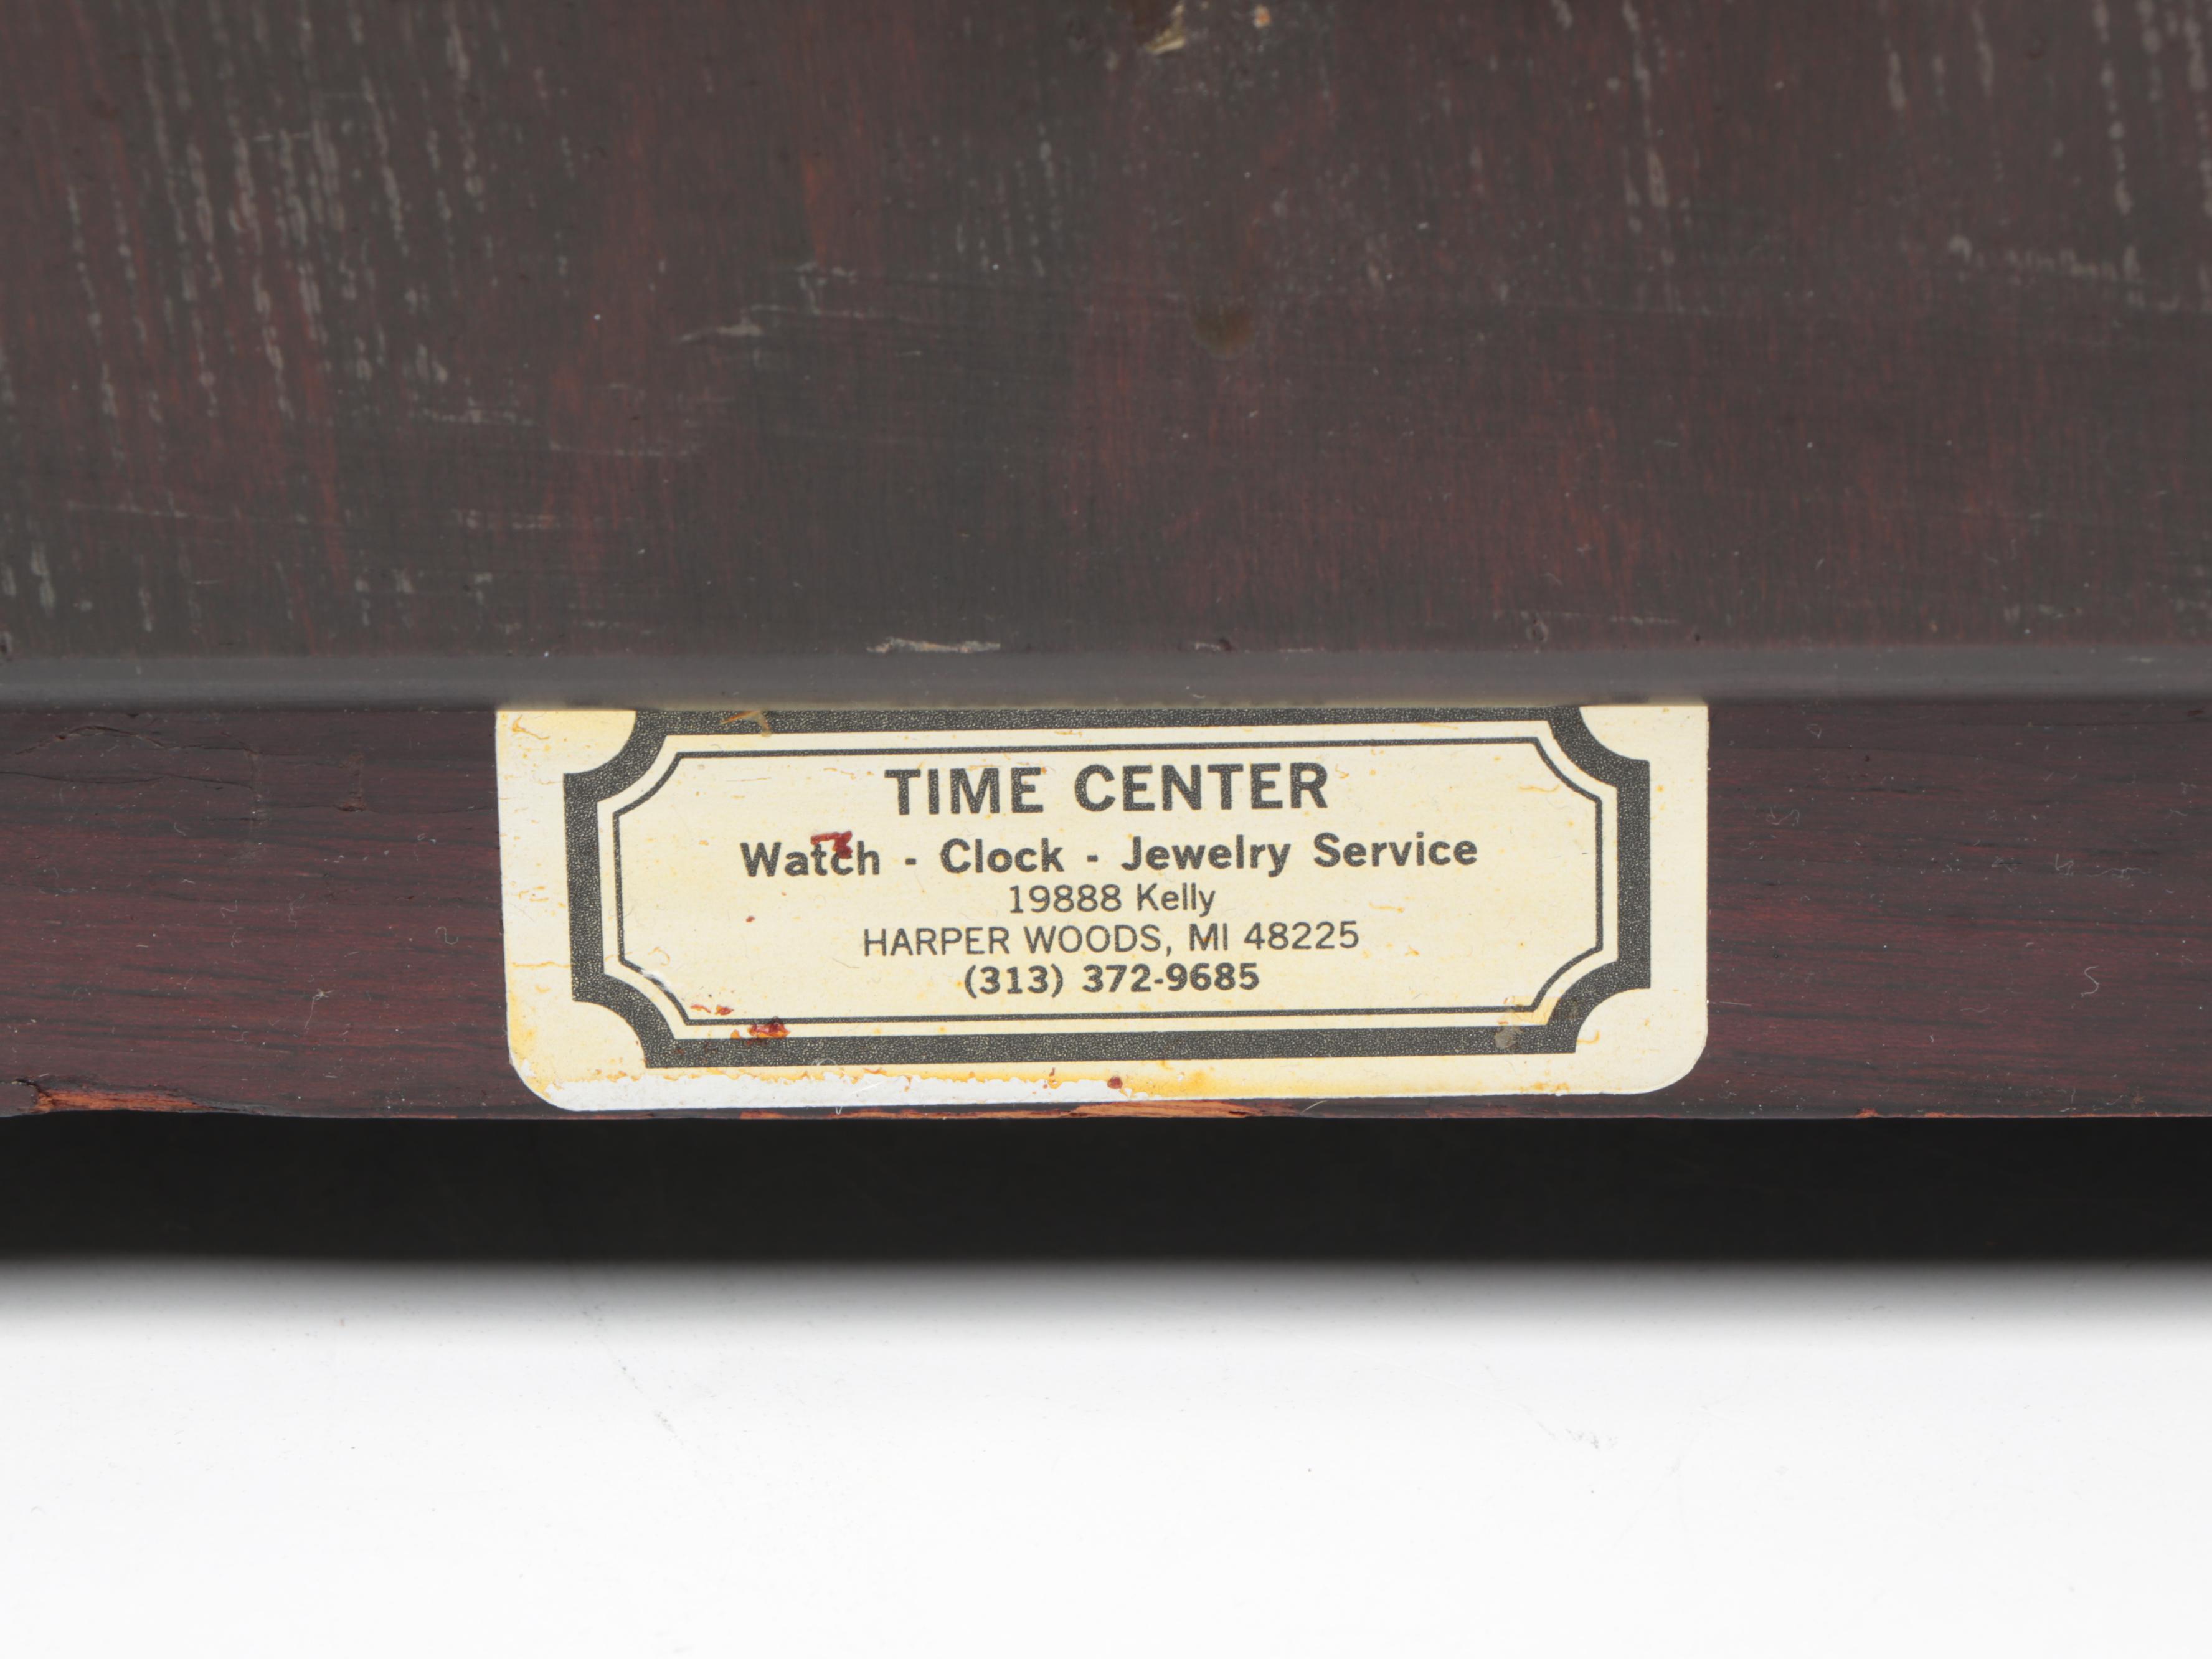 TIME CENTER
Watch - Clock - Jewelry Service
19888 Kelly
HARPER WOODS, MI 48225
(313) 372-9685